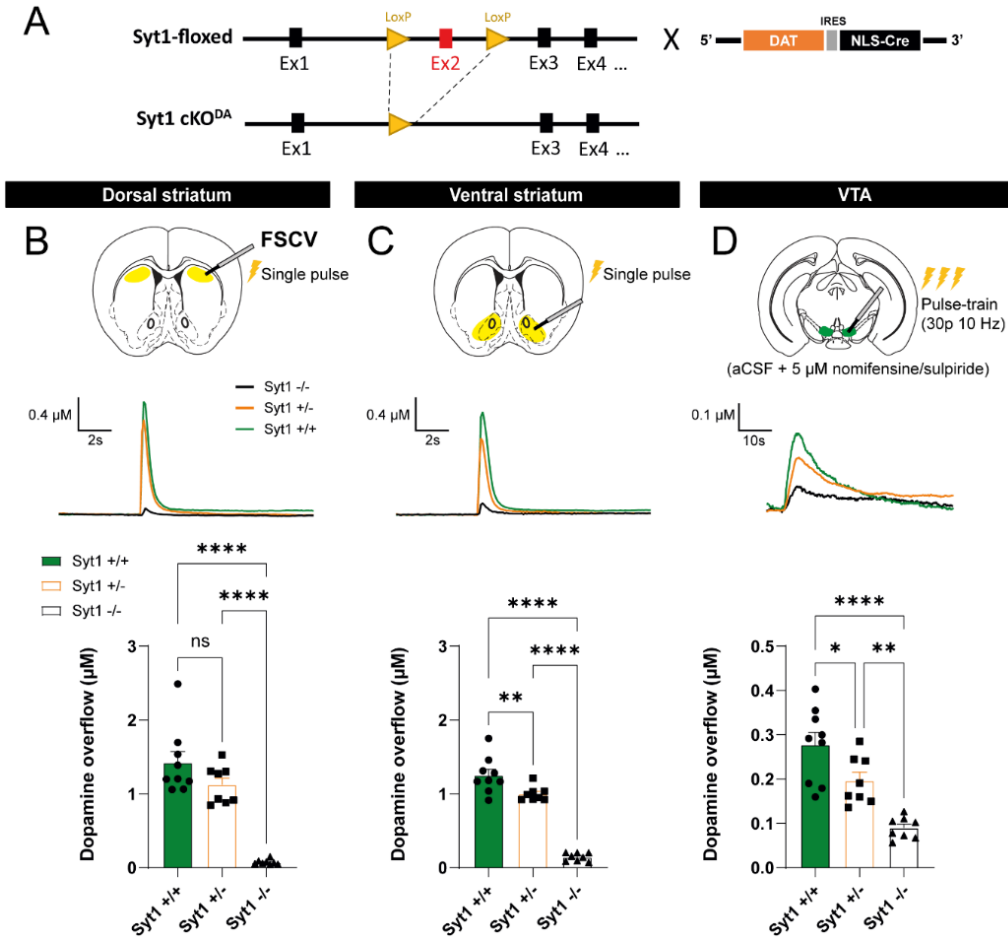 A
Syt1-floxed
LoxP
LoxP
Ex1
Ex2
Ex3
Ex4 ...
X
5’
DAT
IRES
NLS-Cre
3’
Syt1 cKO^DA
Ex1
Ex3
Ex4 ...
Dorsal striatum
Ventral striatum
VTA
B
FSCV
Single pulse
Syt1 -/-
Syt1 +/-
Syt1 +/+
0.4 µM
2s
Syt1 +/+
Syt1 +/-
Syt1 -/-
****
****
ns
Dopamine overflow (µM)
3
2
1
0
Syt1 +/+
Syt1 +/-
Syt1 -/-
C
Single pulse
0.4 µM
2s
****
****
**
Dopamine overflow (µM)
3
2
1
0
Syt1 +/+
Syt1 +/-
Syt1 -/-
D
Pulse-train
(30p 10 Hz)
(aCSF + 5 µM nomifensine/sulpiride)
0.1 µM
10s
****
*
**
Dopamine overflow (µM)
0.5
0.4
0.3
0.2
0.1
0.0
Syt1 +/+
Syt1 +/-
Syt1 -/-